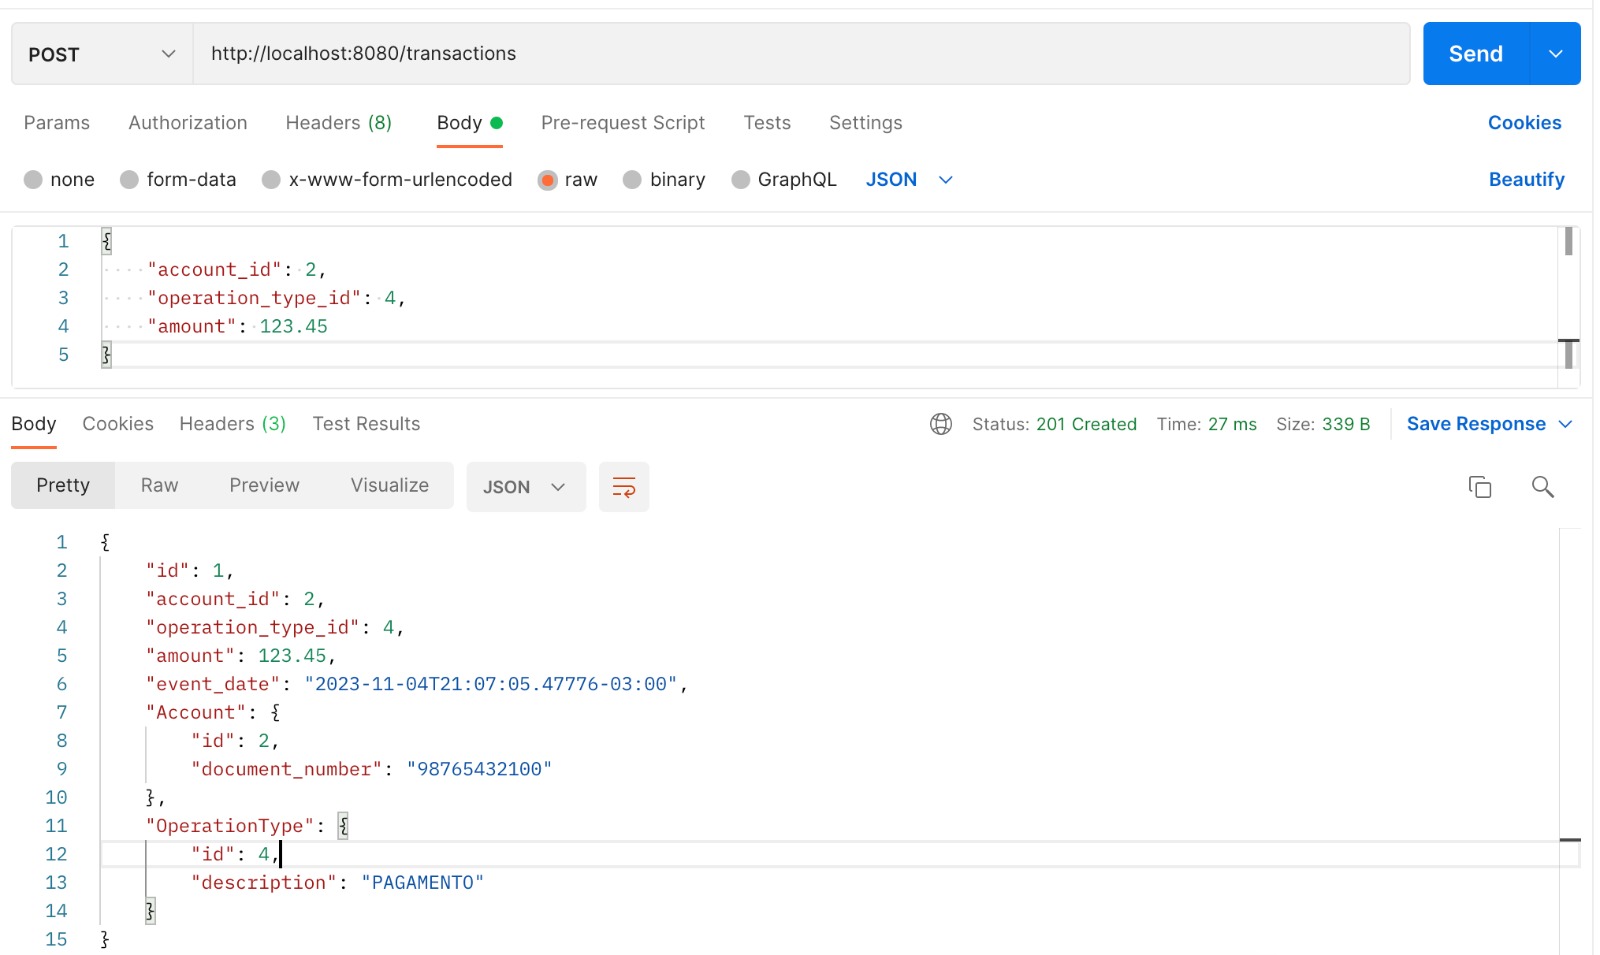 POST http://localhost:8080/transactions Send
Params Authorization Headers (8) Body Pre-request Script Tests Settings Cookies
none form-data x-www-form-urlencoded raw binary GraphQL JSON Beautify
1 {
2 "account_id": 2,
3 "operation_type_id": 4,
4 "amount": 123.45
5 }
Body Cookies Headers (3) Test Results Status: 201 Created Time: 27 ms Size: 339 B Save Response
Pretty Raw Preview Visualize JSON
1 {
2 "id": 1,
3 "account_id": 2,
4 "operation_type_id": 4,
5 "amount": 123.45,
6 "event_date": "2023-11-04T21:07:05.47776-03:00",
7 "Account": {
8 "id": 2,
9 "document_number": "98765432100"
10 },
11 "OperationType": {
12 "id": 4,
13 "description": "PAGAMENTO"
14 }
15 }